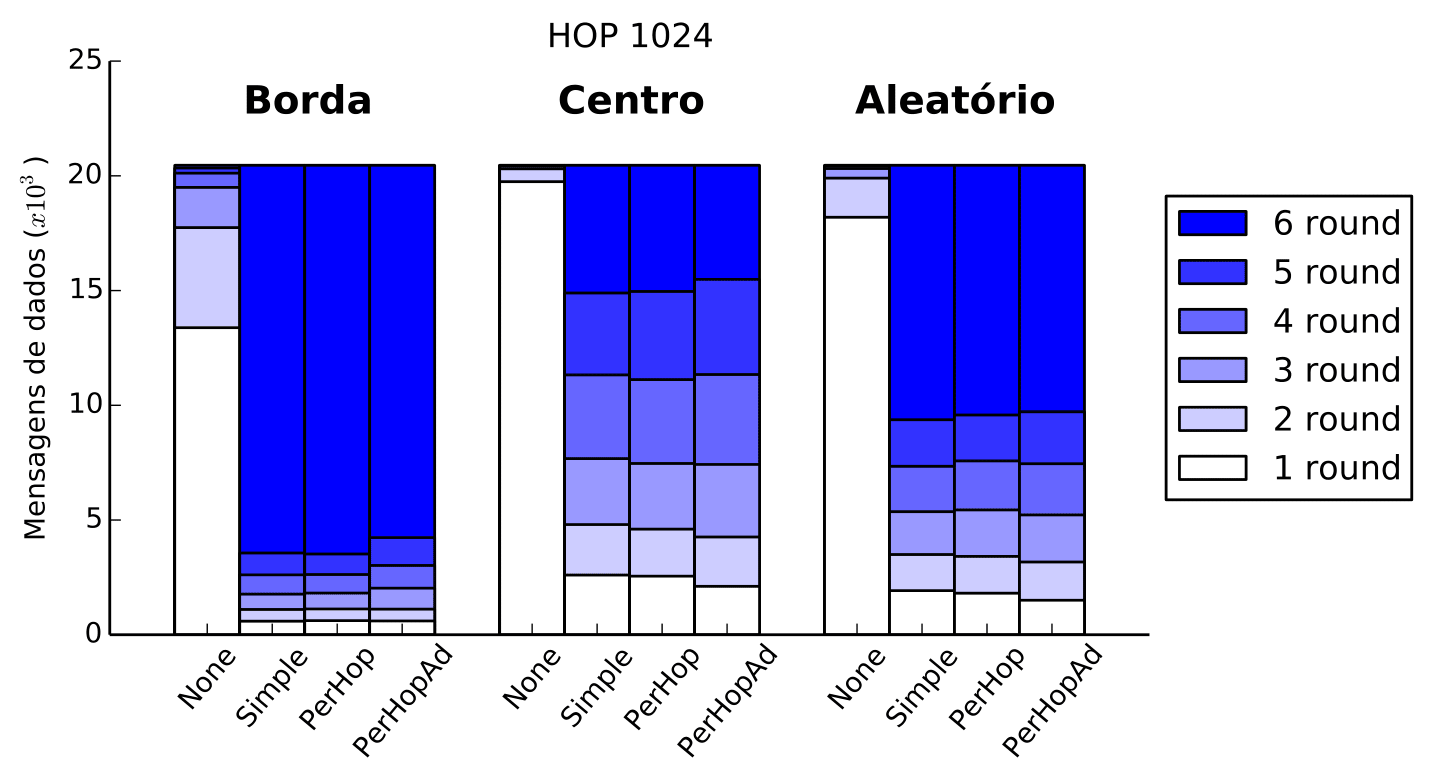 HOP 1024
Mensagens de dados (x10³)
25
20
15
10
5
0
Borda
Centro
Aleatório
None
Simple
PerHop
PerHopAd
None
Simple
PerHop
PerHopAd
None
Simple
PerHop
PerHopAd
6 round
5 round
4 round
3 round
2 round
1 round